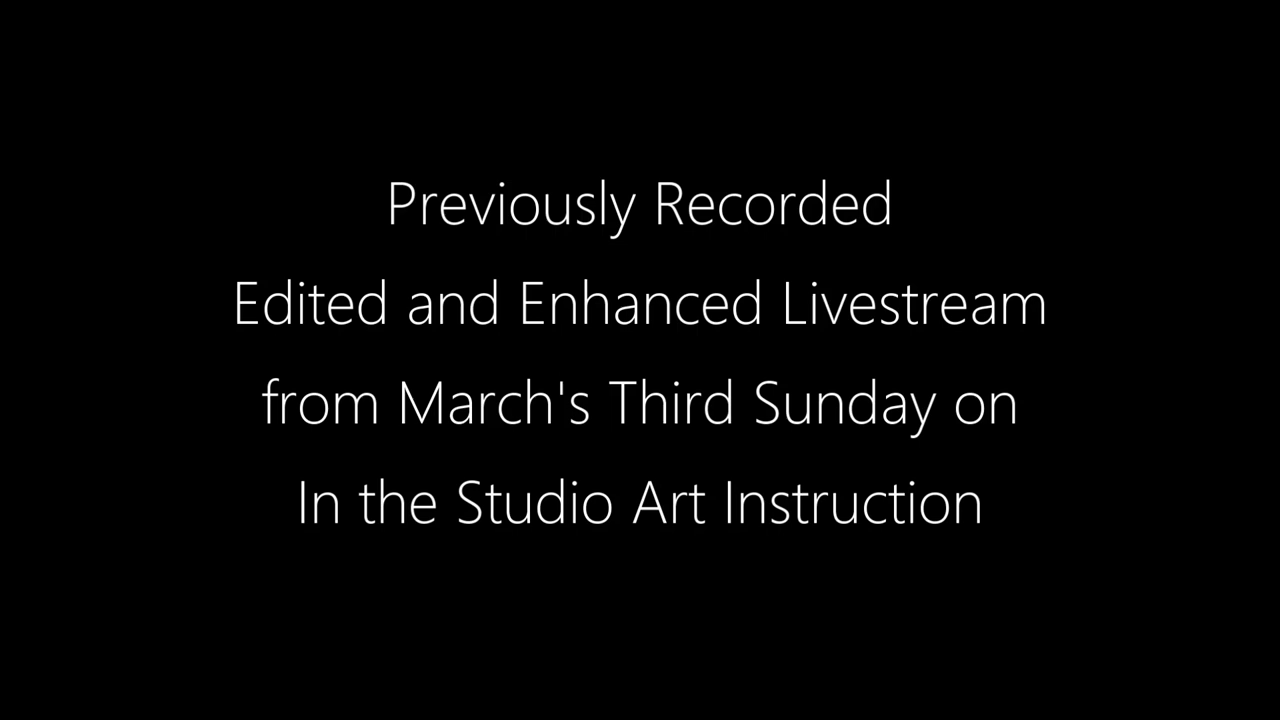 Previously Recorded
Edited and Enhanced Livestream
from March's Third Sunday on
In the Studio Art Instruction